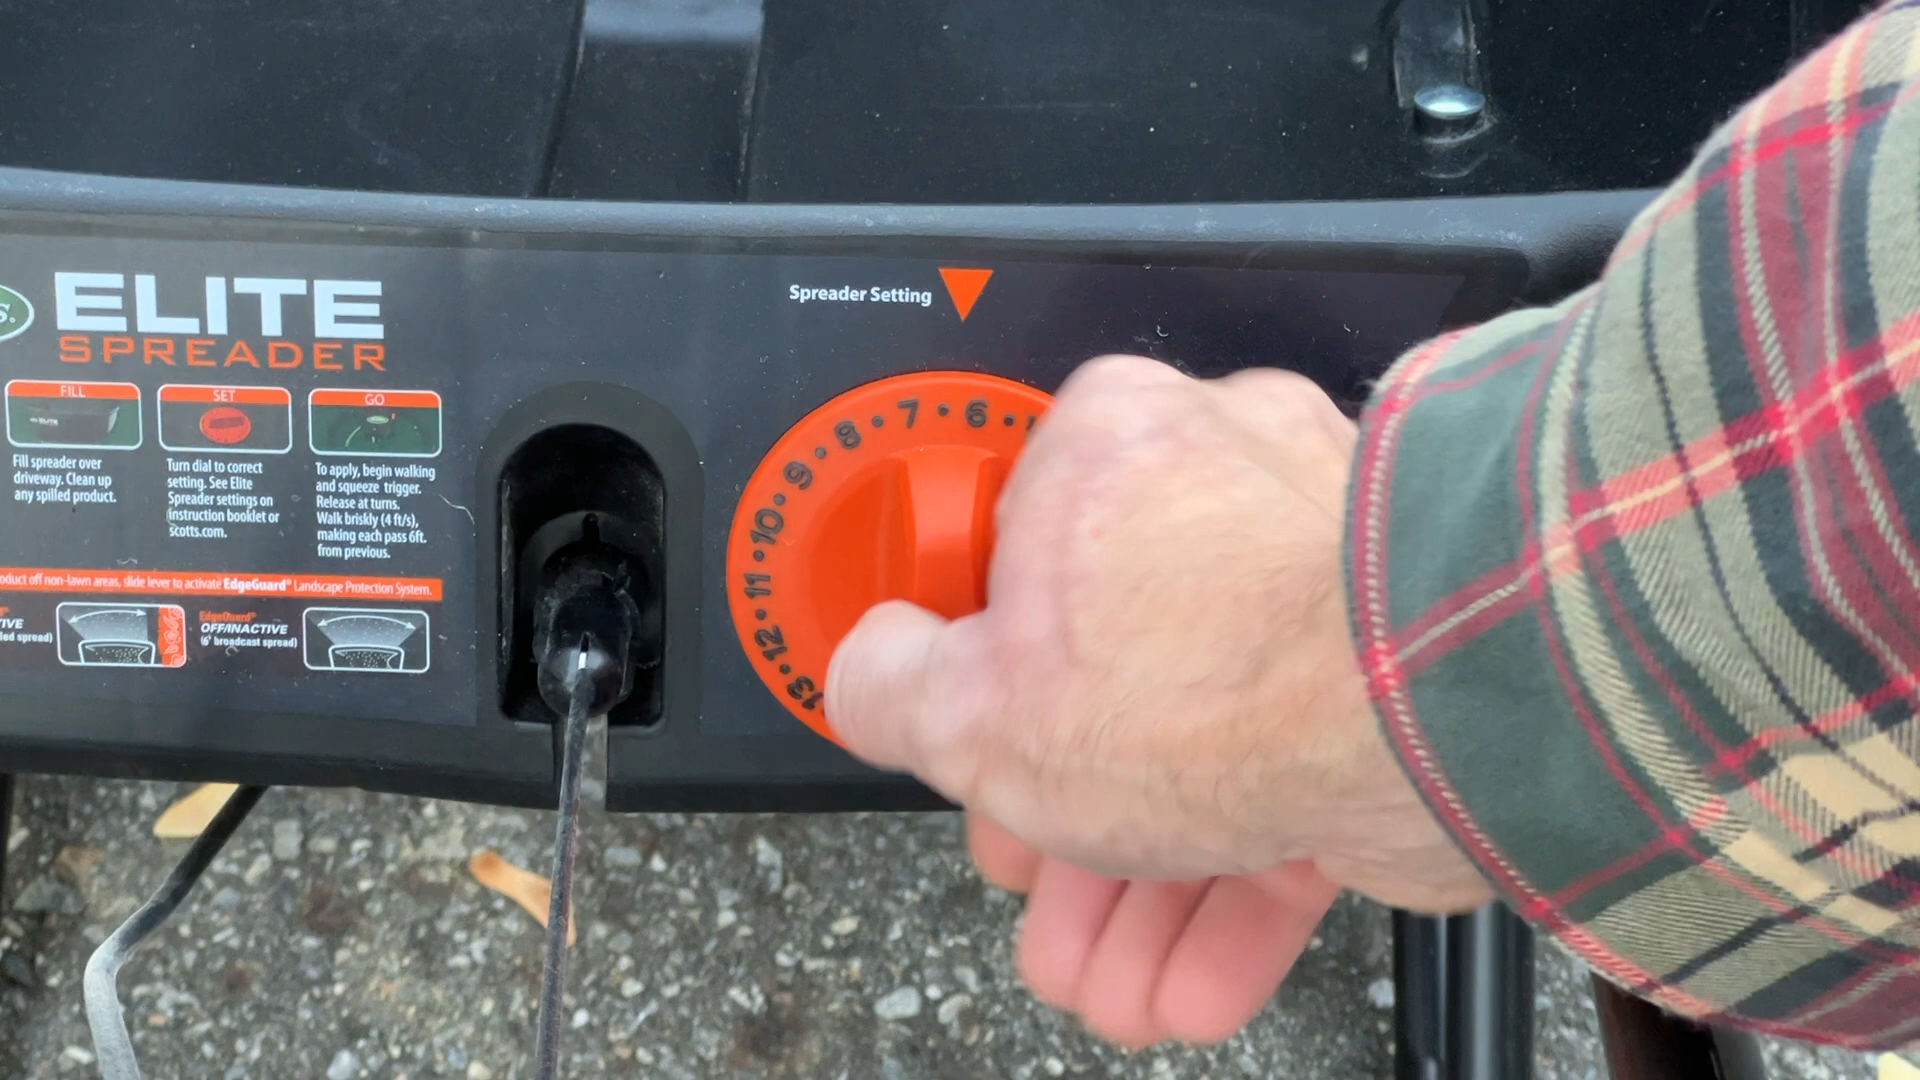 Spreader Setting
S.
ELITE
SPREADER
FILL
ELITE
Fill spreader over
driveway. Clean up
any spilled product.
SET
Turn dial to correct
setting. See Elite
Spreader settings on
instruction booklet or
scotts.com.
GO
To apply, begin walking
and squeeze trigger.
Release at turns.
Walk briskly (4 ft/s),
making each pass 6ft.
from previous.
off non-lawn areas, slide lever to activate EdgeGuard® Landscape Protection System.
EdgeGuard®
OFF/INACTIVE
(6' broadcast spread)
spread)
13 • 12 • 11 • 10 • 9 • 8 • 7 • 6 •